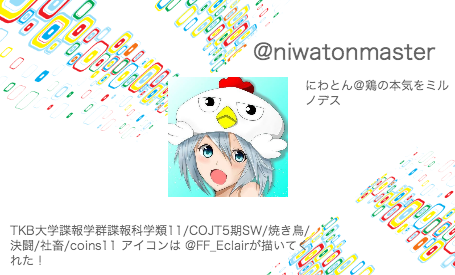 @niwatonmaster
にわとん@鶏の本気をミル
ノデス
TKB大学諜報学群諜報科学類11/COJT5期SW/焼き鳥/
決闘/社畜/coins11 アイコンは @FF_Eclairが描いてく
れた！